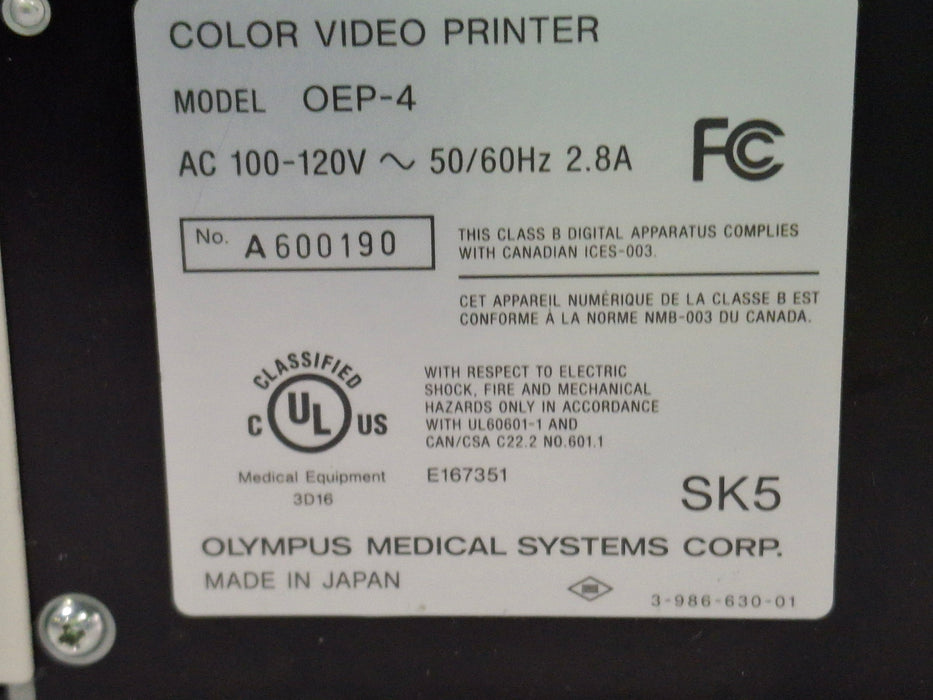 COLOR VIDEO PRINTER
MODEL OEP-4
AC 100-120V ~ 50/60Hz 2.8A
FC
No. A600190
THIS CLASS B DIGITAL APPARATUS COMPLIES
WITH CANADIAN ICES-003.
CET APPAREIL NUMÉRIQUE DE LA CLASSE B EST
CONFORME À LA NORME NMB-003 DU CANADA.
CLASSIFIED
C UL US
Medical Equipment
3D16
WITH RESPECT TO ELECTRIC
SHOCK, FIRE AND MECHANICAL
HAZARDS ONLY IN ACCORDANCE
WITH UL60601-1 AND
CAN/CSA C22.2 NO.601.1
E167351
SK5
OLYMPUS MEDICAL SYSTEMS CORP.
MADE IN JAPAN
3-986-630-01